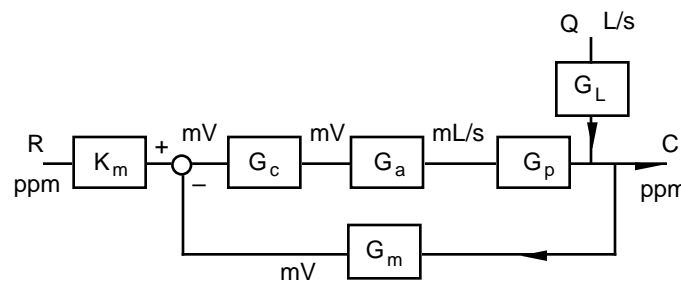 Q L/s
G_L
R mV mV mL/s C
K_m + G_c G_a G_p
ppm − ppm
G_m
mV